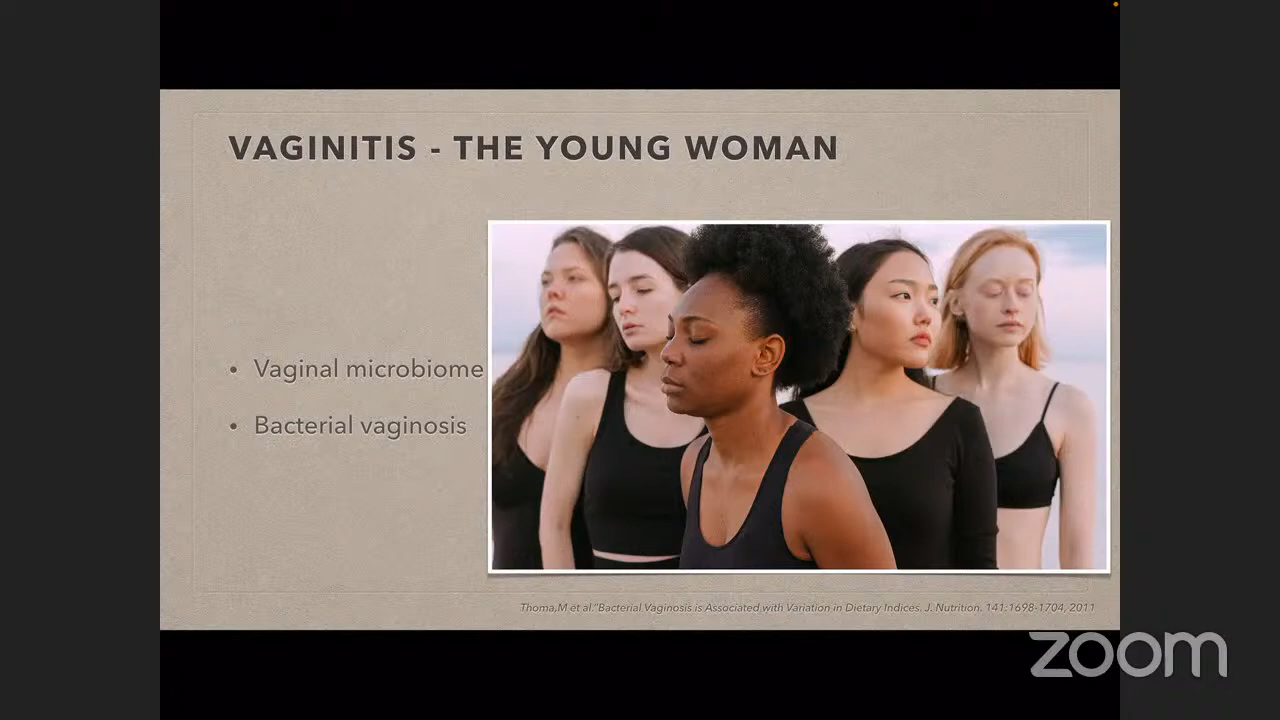 VAGINITIS - THE YOUNG WOMAN
• Vaginal microbiome
• Bacterial vaginosis
Thoma,M et al."Bacterial Vaginosis is Associated with Variation in Dietary Indices. J. Nutrition. 141:1698-1704, 2011
zoom